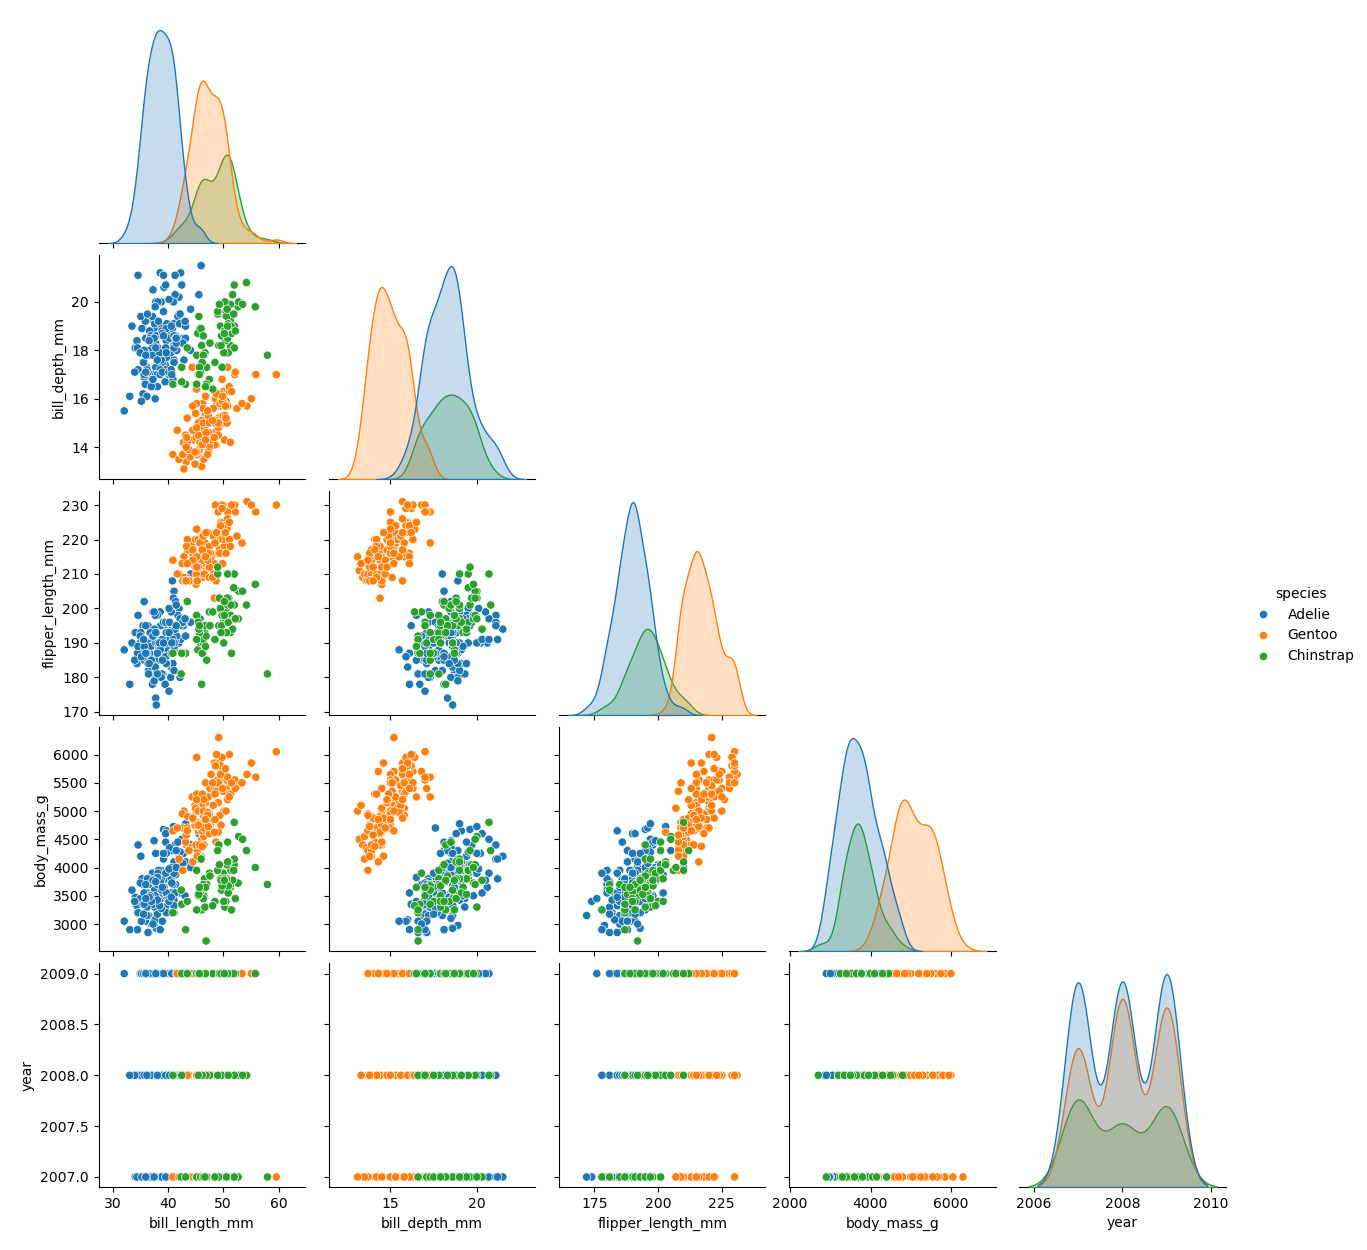 bill_depth_mm
20
18
16
14
flipper_length_mm
230
220
210
200
190
180
170
species
Adelie
Gentoo
Chinstrap
body_mass_g
6000
5500
5000
4500
4000
3500
3000
year
2009.0
2008.5
2008.0
2007.5
2007.0
30 40 50 60
bill_length_mm
15 20
bill_depth_mm
175 200 225
flipper_length_mm
2000 4000 6000
body_mass_g
2006 2008 2010
year